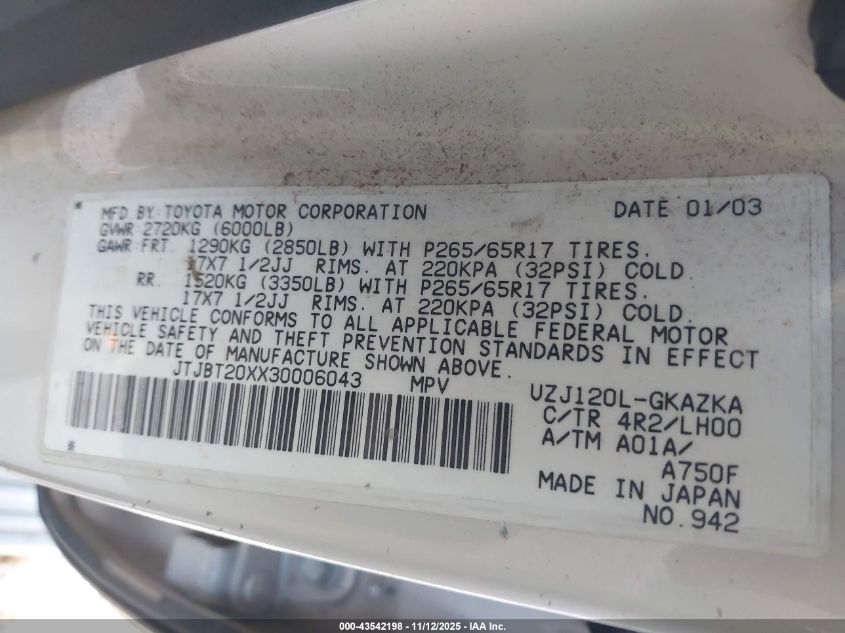 MFD.BY:TOYOTA MOTOR CORPORATION DATE 01/03
GVWR:2720KG (6000LB)
GAWR:FRT. 1290KG (2850LB) WITH P265/65R17 TIRES.
17X7 1/2JJ RIMS. AT 220KPA (32PSI) COLD.
RR. 1520KG (3350LB) WITH P265/65R17 TIRES.
17X7 1/2JJ RIMS. AT 220KPA (32PSI) COLD.
THIS VEHICLE CONFORMS TO ALL APPLICABLE FEDERAL MOTOR
VEHICLE SAFETY AND THEFT PREVENTION STANDARDS IN EFFECT
ON THE DATE OF MANUFACTURE SHOWN ABOVE.
JTJBT20XX30006043 MPV
UZJ120L-GKAZKA
C/TR 4R2/LH00
A/TM A01A/
A750F
MADE IN JAPAN
NO.942
000-43542198 - 11/12/2025 - IAA Inc.